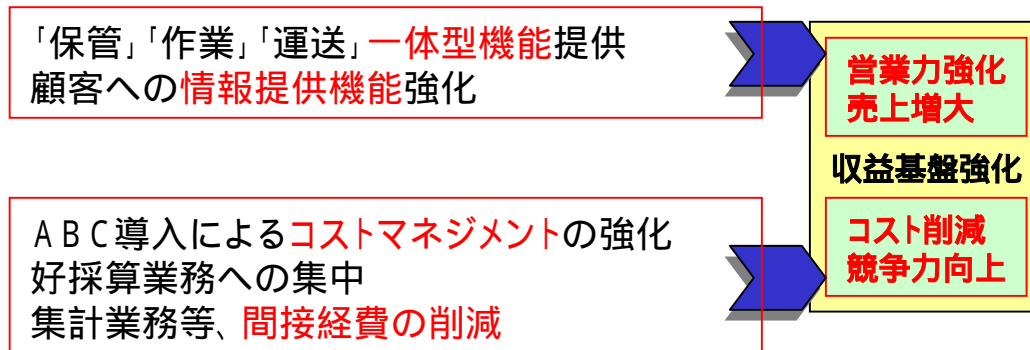 「保管」「作業」「運送」一体型機能提供
顧客への情報提供機能強化
営業力強化
売上増大
収益基盤強化
ＡＢＣ導入によるコストマネジメントの強化
好採算業務への集中
集計業務等、間接経費の削減
コスト削減
競争力向上